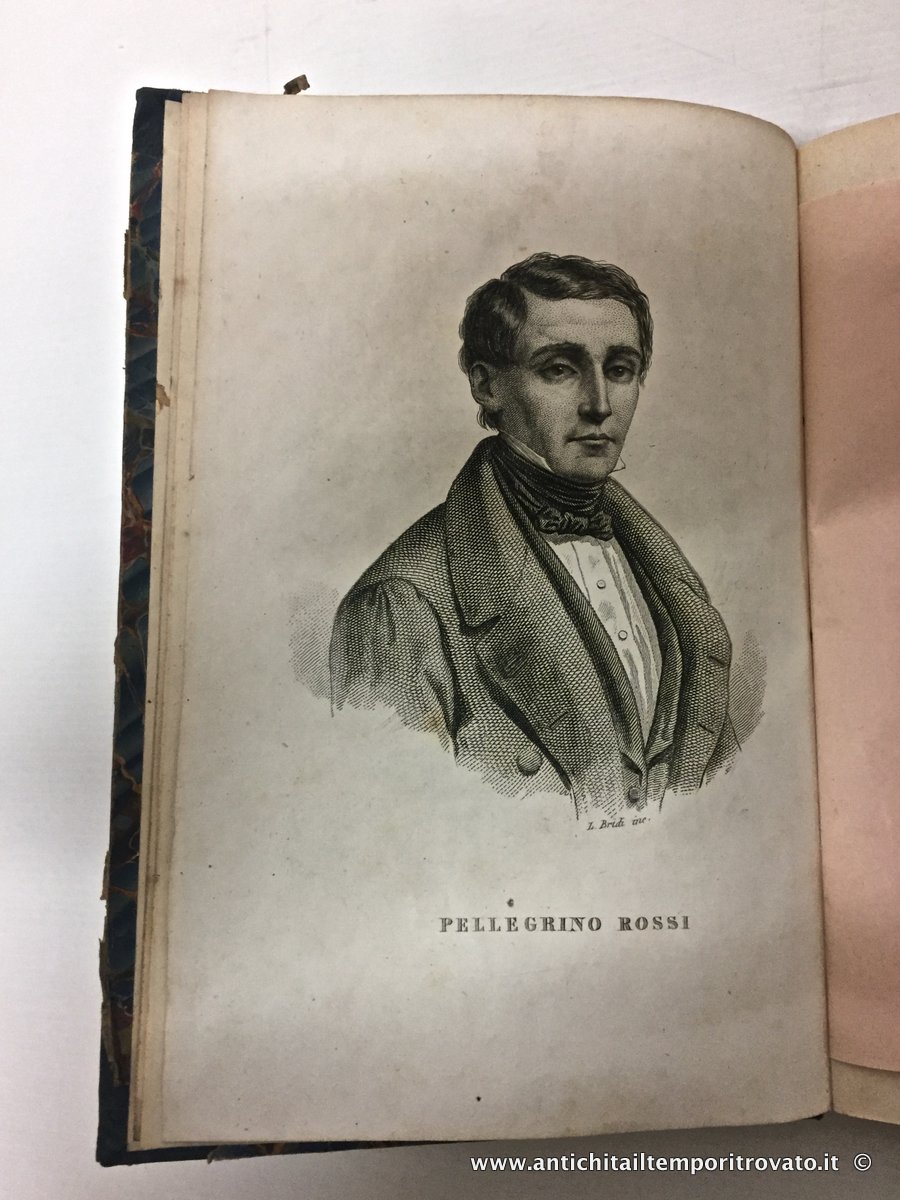 L. Bridi inc.
PELLEGRINO ROSSI
www.antichitailtemporitrovato.it ©